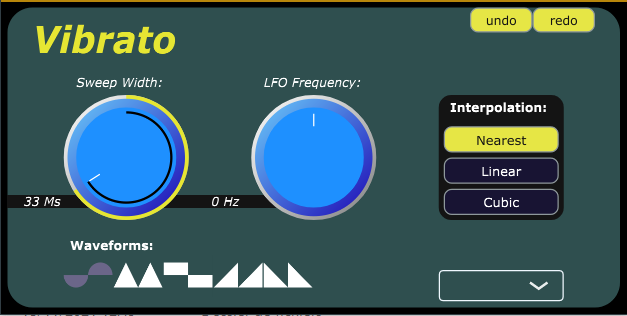 undo redo
Vibrato
Sweep Width: LFO Frequency:
Interpolation:
Nearest
Linear
Cubic
33 Ms 0 Hz
Waveforms: